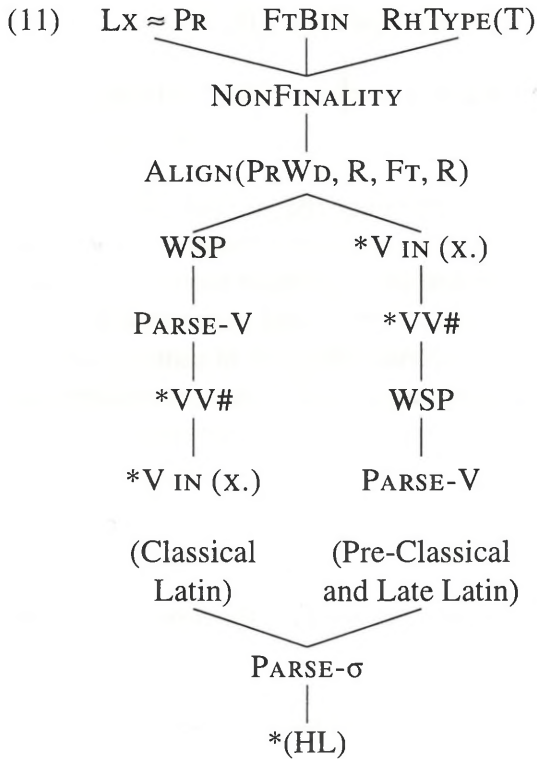 (11) Lx ≈ Pr FtBin RhType(T)
NonFinality
Align(PrWd, R, Ft, R)
WSP *V in (x.)
Parse-V *VV#
*VV# WSP
*V in (x.) Parse-V
(Classical (Pre-Classical
Latin) and Late Latin)
Parse-σ
*(HL)